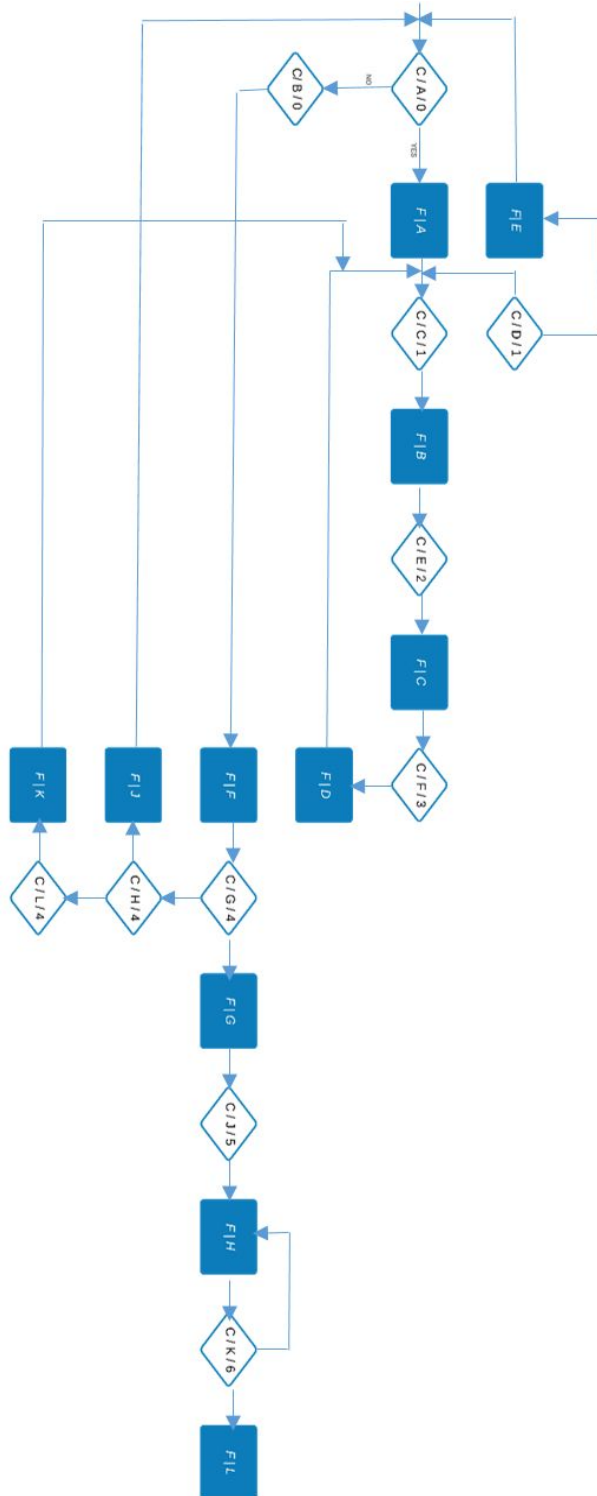 C/A/0
NO
YES
C/B/0
F|A
F|E
C/C/1
C/D/1
F|B
C/E/2
F|C
C/F/3
F|D
F|F
F|J
F|K
C/G/4
C/H/4
C/L/4
F|G
C/J/5
F|H
C/K/6
F|L